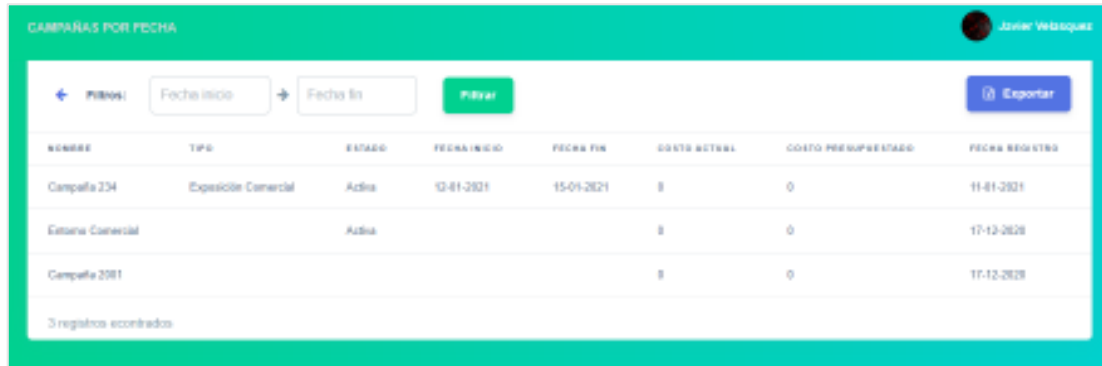 CAMPAÑAS POR FECHA Javier Velasquez
Filtros: Fecha inicio Fecha fin Filtrar Exportar
NOMBRE TIPO ESTADO FECHA INICIO FECHA FIN COSTO ACTUAL COSTO PRESUPUESTADO FECHA REGISTRO
Campaña 234 Exposición Comercial Activa 12-01-2021 15-01-2021 0 0 11-01-2021
Entorno Comercial Activa 0 0 17-12-2020
Campaña 2001 0 0 17-12-2020
3 registros econtrados